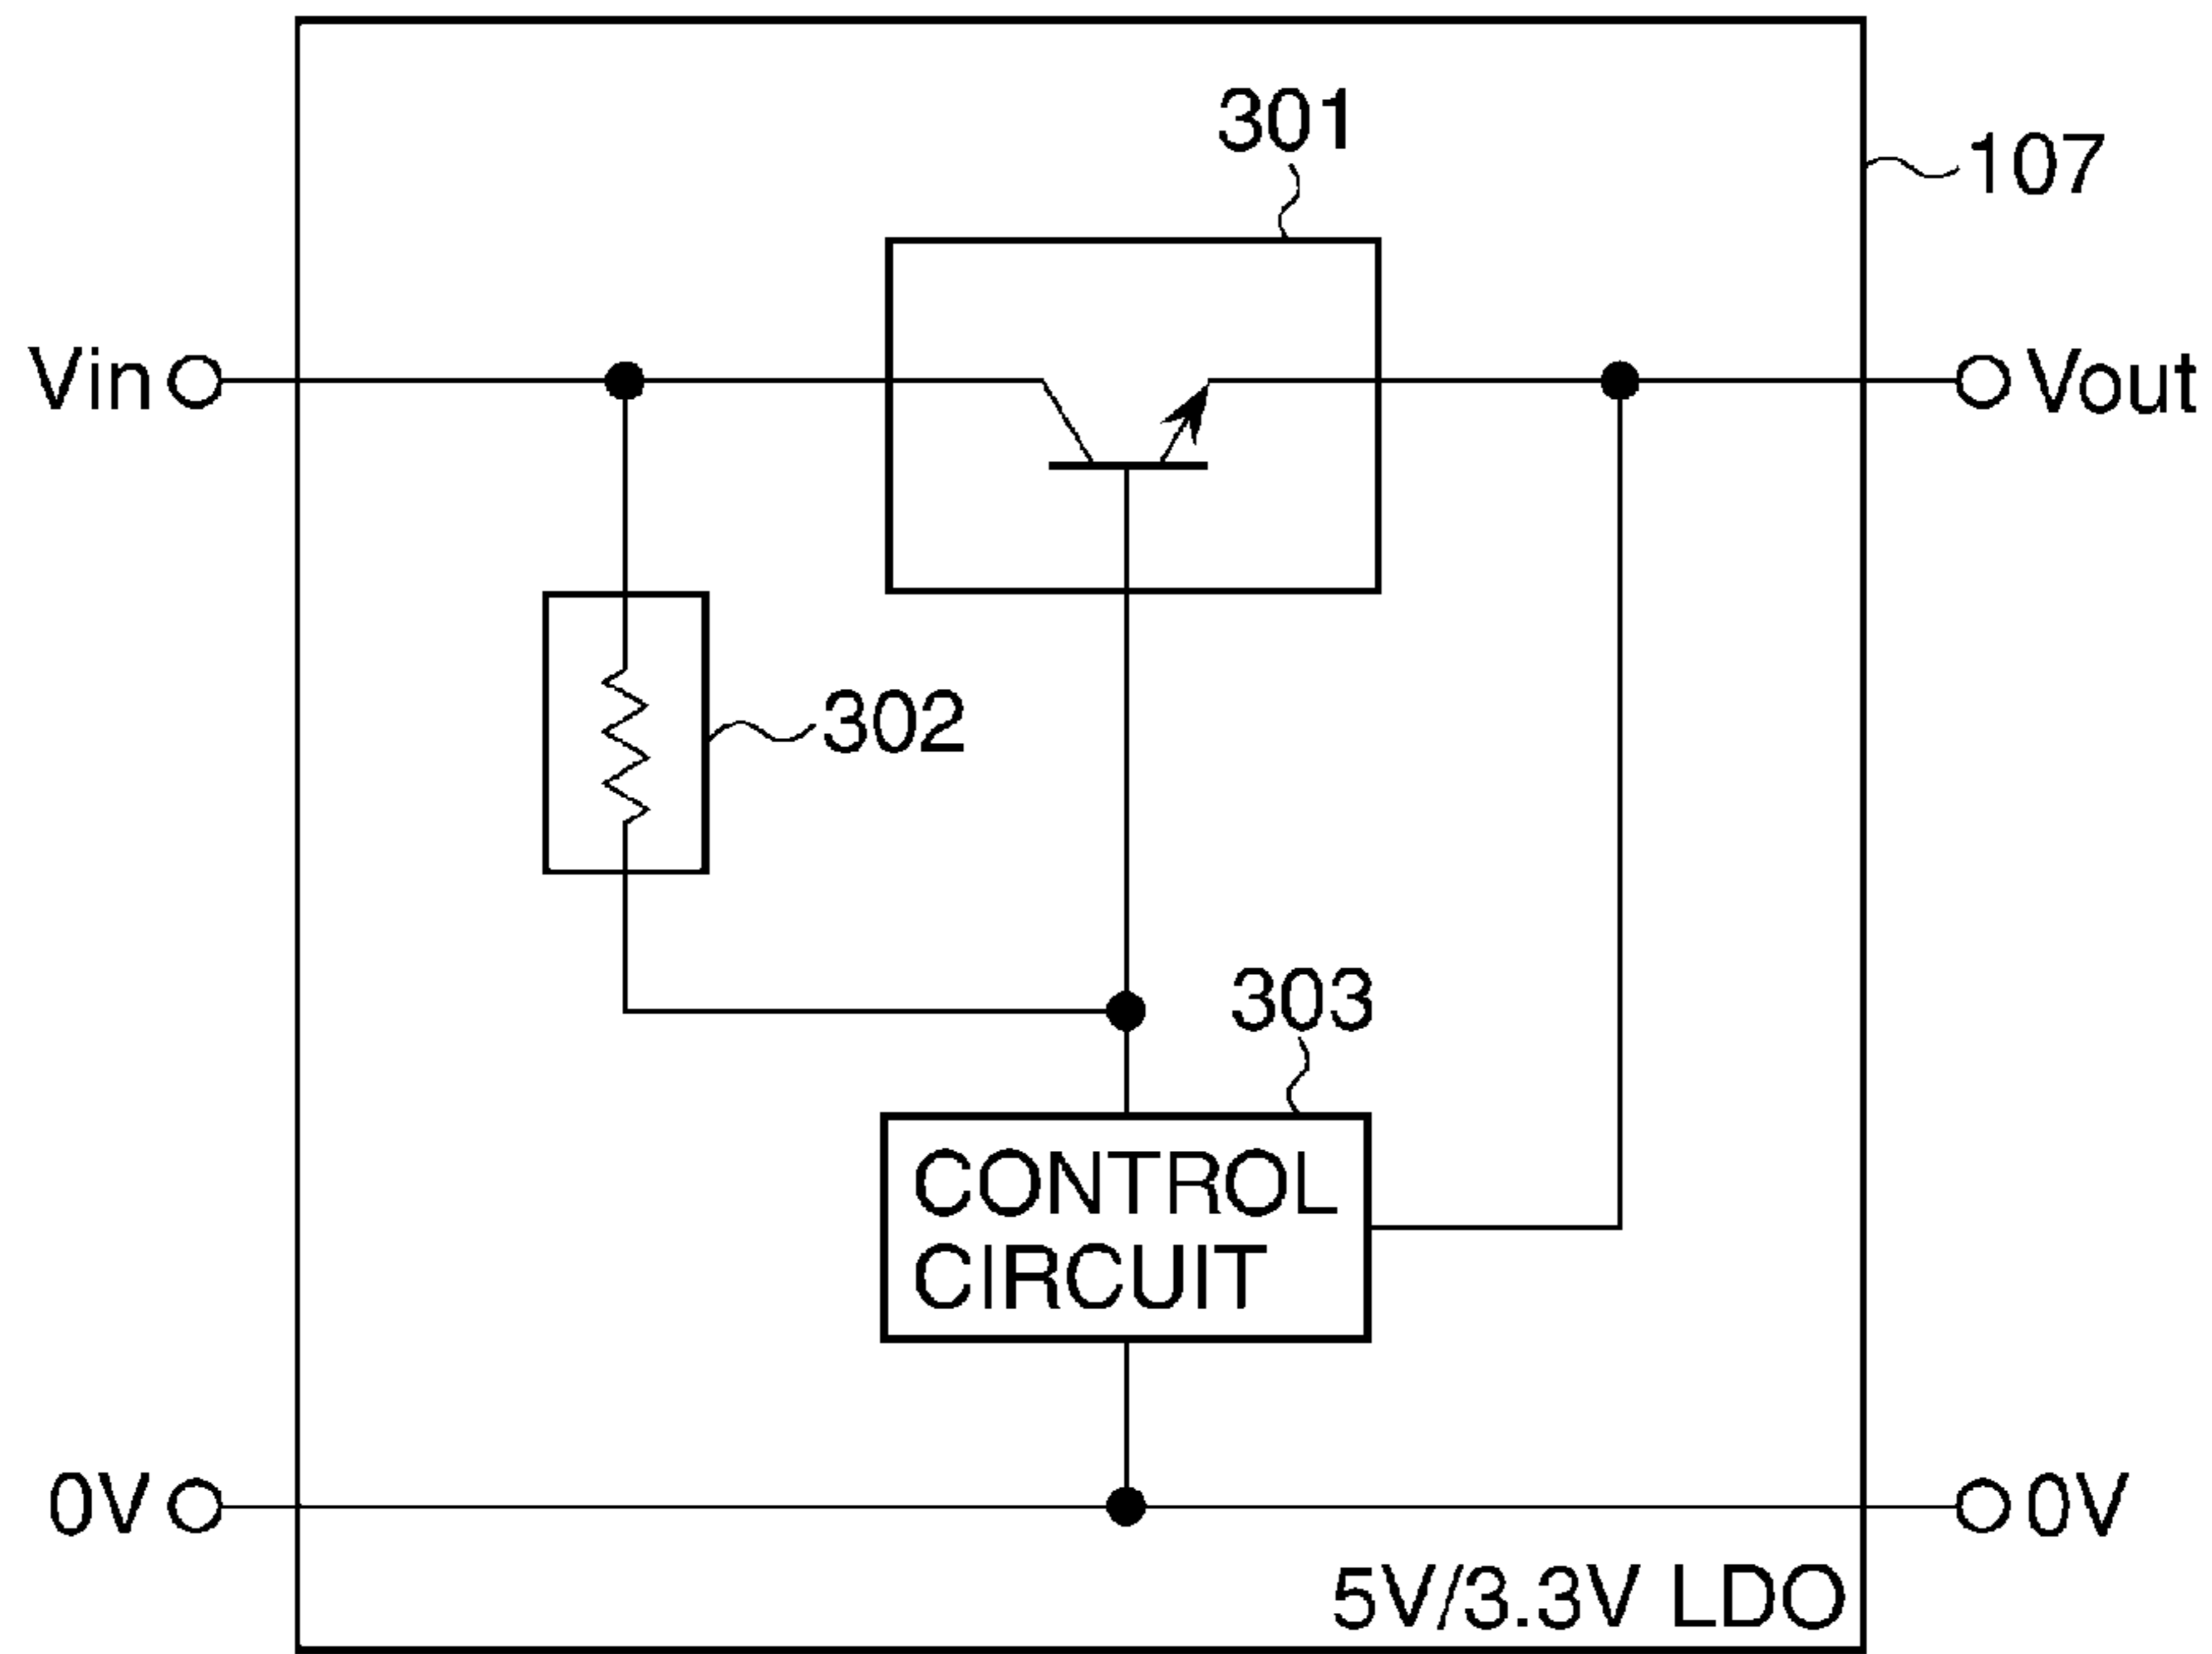 301
107
Vin
Vout
302
303
CONTROL
CIRCUIT
0V
0V
5V/3.3V LDO